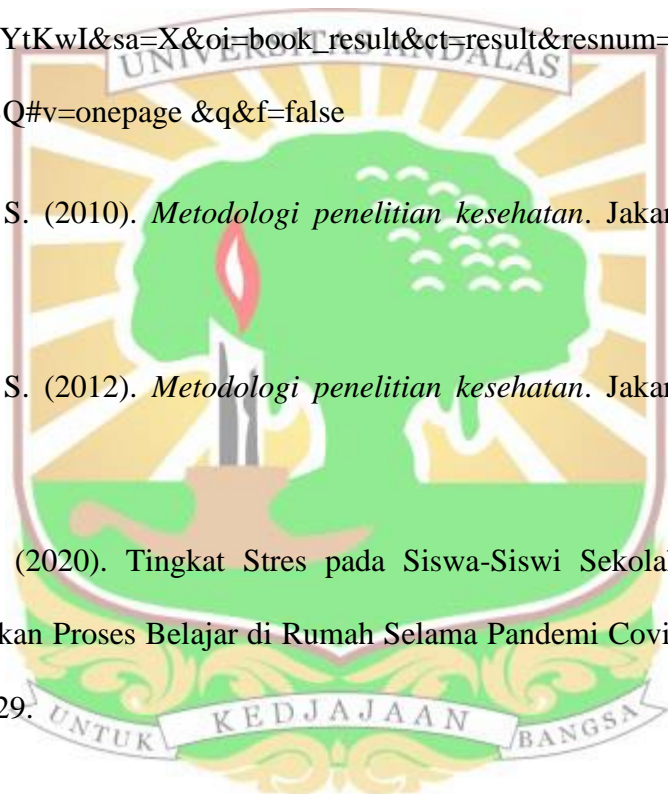 YtKwI&sa=X&oi=book_result&ct=result&resnum=
UNIVERSITAS ANDALAS
Q#v=onepage &q&f=false
S. (2010). Metodologi penelitian kesehatan. Jakar
S. (2012). Metodologi penelitian kesehatan. Jakar
(2020). Tingkat Stres pada Siswa-Siswi Sekola
kan Proses Belajar di Rumah Selama Pandemi Covi
29.
UNTUK KEDJAJAAN BANGSA